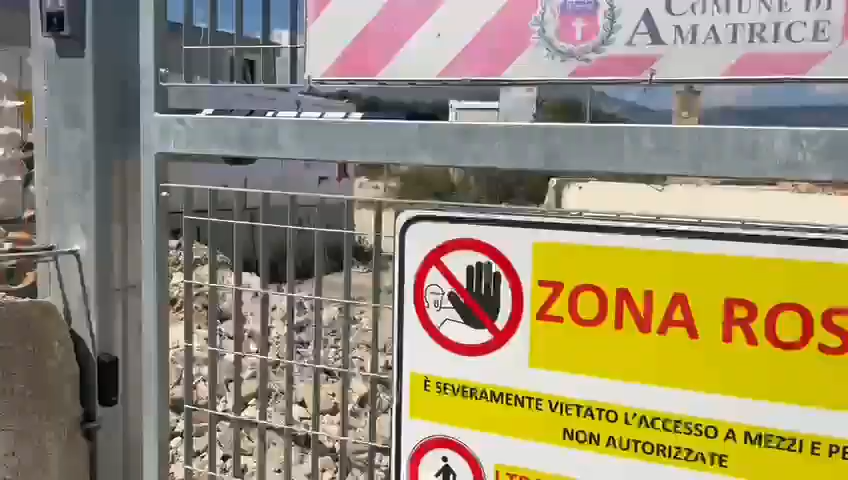 COMUNE DI
AMATRICE
ZONA ROS
È SEVERAMENTE VIETATO L'ACCESSO A MEZZI E PE
NON AUTORIZZATE